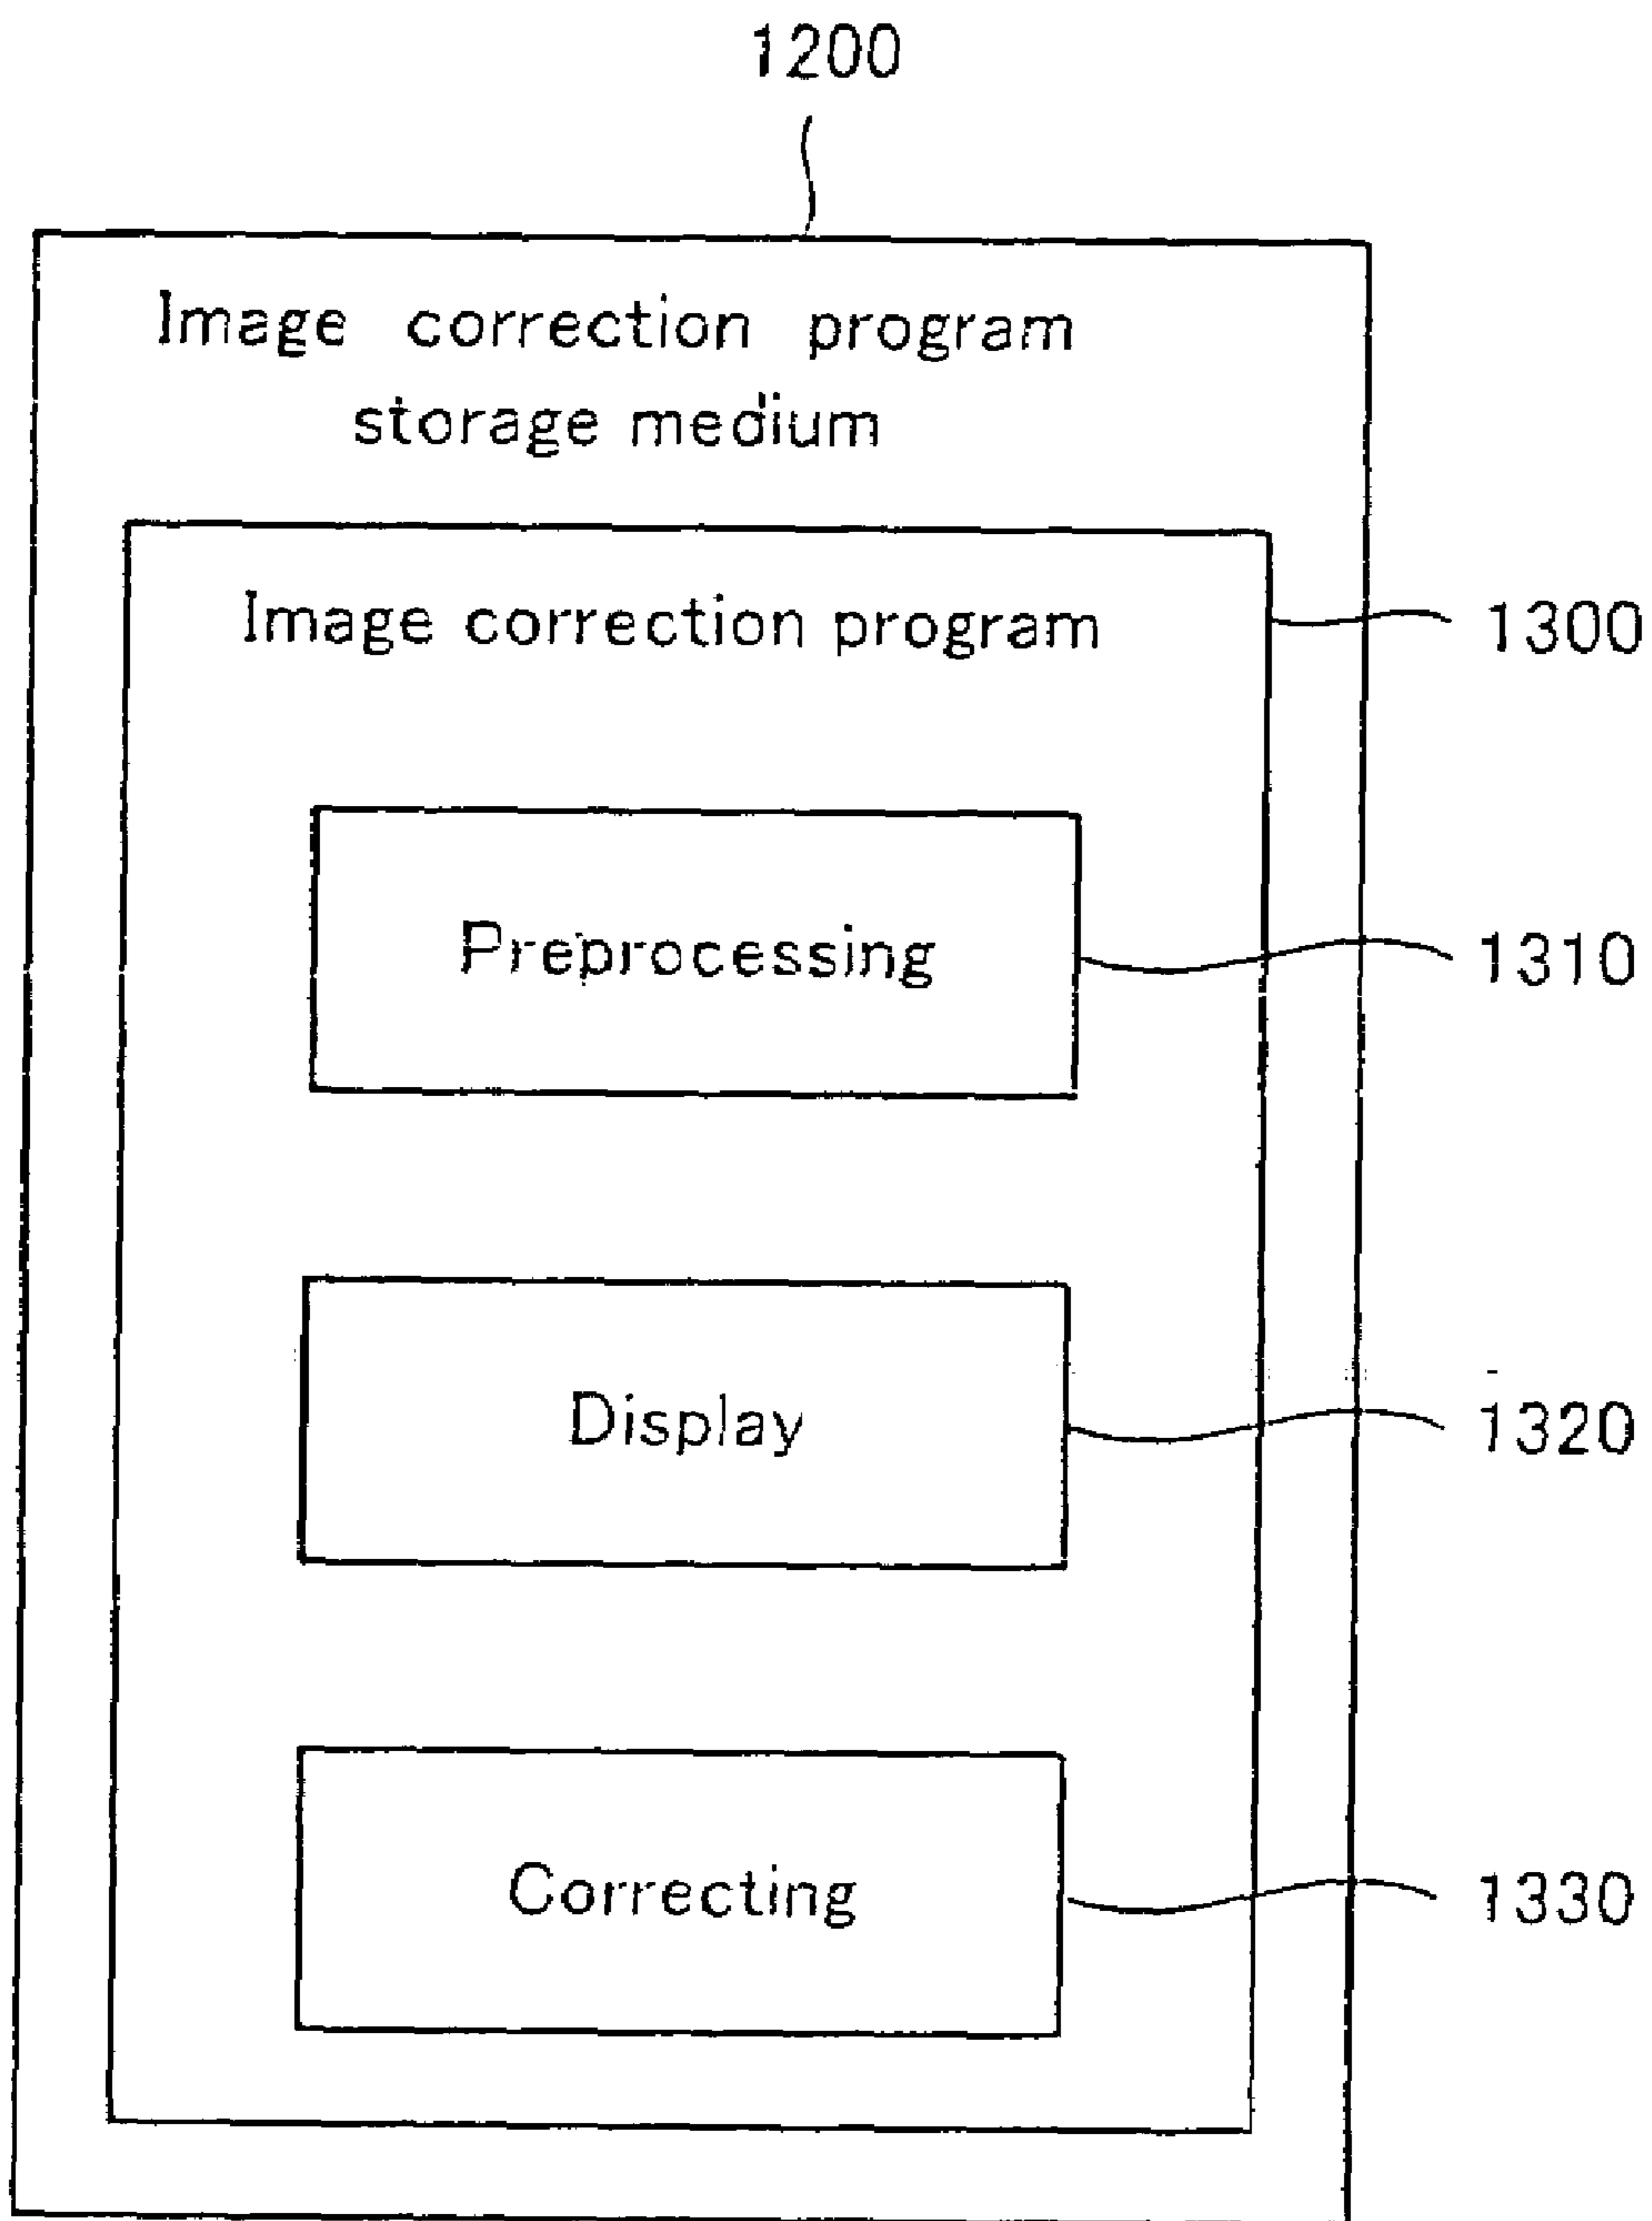 1200
Image correction program
storage medium
Image correction program
1300
Preprocessing
1310
Display
1320
Correcting
1330